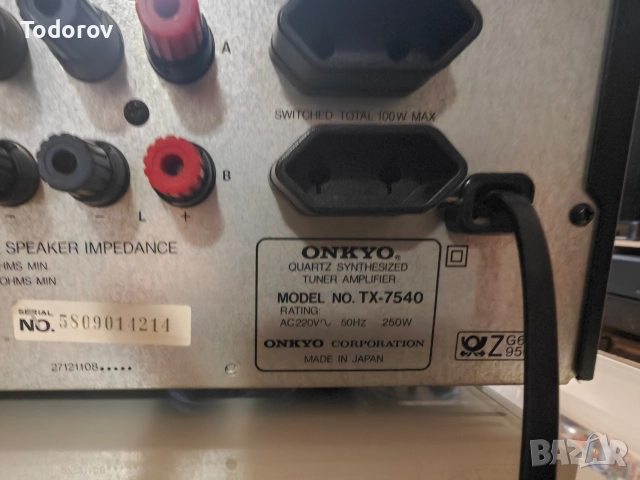 Todorov
A
SWITCHED TOTAL 100W MAX
B
– – L +
SPEAKER IMPEDANCE
OHMS MIN
OHMS MIN
ONKYO®
QUARTZ SYNTHESIZED
TUNER AMPLIFIER
MODEL NO. TX-7540
RATING:
AC220V∿ 50Hz 250W
ONKYO CORPORATION
MADE IN JAPAN
SERIAL
NO. 5809014214
27121108.....
Z
BAZAR